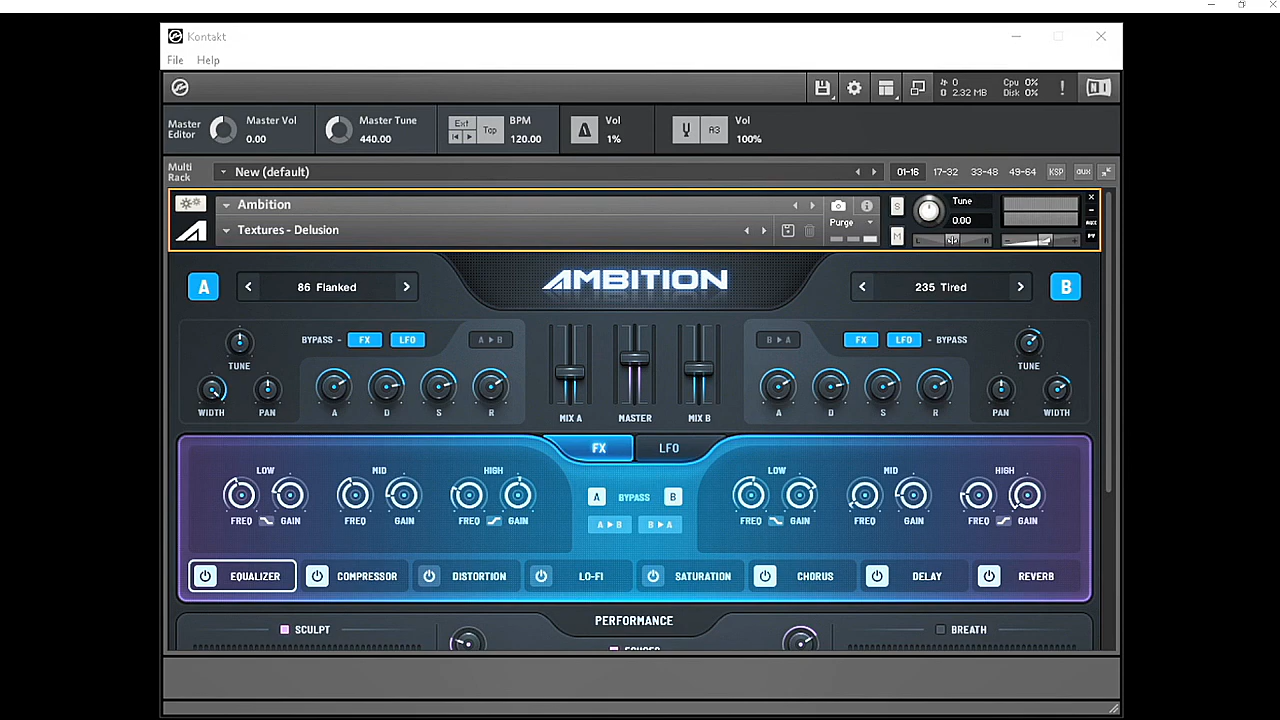 Kontakt
File Help
0 Cpu 0%
2.32 MB Disk 0%
!
NI
Master Editor
Master Vol 0.00
Master Tune 440.00
Ext Tap BPM 120.00
Vol 1%
A3 Vol 100%
Multi Rack
New (default)
01-16 17-32 33-48 49-64 KSP aux
Ambition
Textures - Delusion
Purge
S M
Tune 0.00
L R
- +
AUX
PV
A 86 Flanked AMBITION 235 Tired B
BYPASS - FX LFO A ▸ B B ▸ A FX LFO - BYPASS
TUNE TUNE
WIDTH PAN A D S R MIX A MASTER MIX B A D S R PAN WIDTH
FX LFO
LOW MID HIGH LOW MID HIGH
A BYPASS B
FREQ GAIN FREQ GAIN FREQ GAIN A ▸ B B ▸ A FREQ GAIN FREQ GAIN FREQ GAIN
EQUALIZER COMPRESSOR DISTORTION LO-FI SATURATION CHORUS DELAY REVERB
PERFORMANCE
SCULPT BREATH